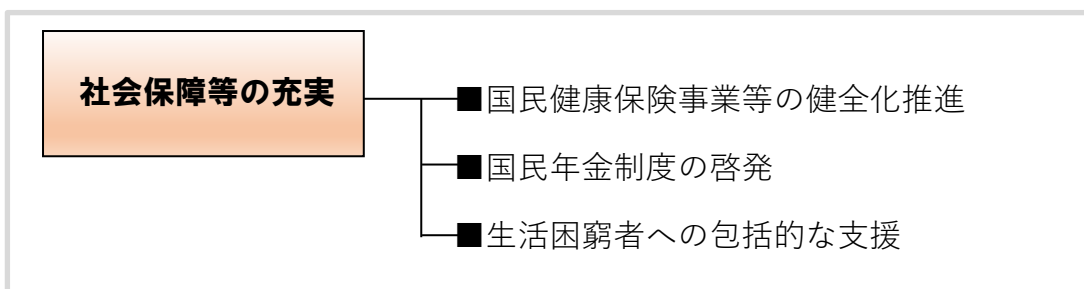 社会保障等の充実
■国民健康保険事業等の健全化推進
■国民年金制度の啓発
■生活困窮者への包括的な支援